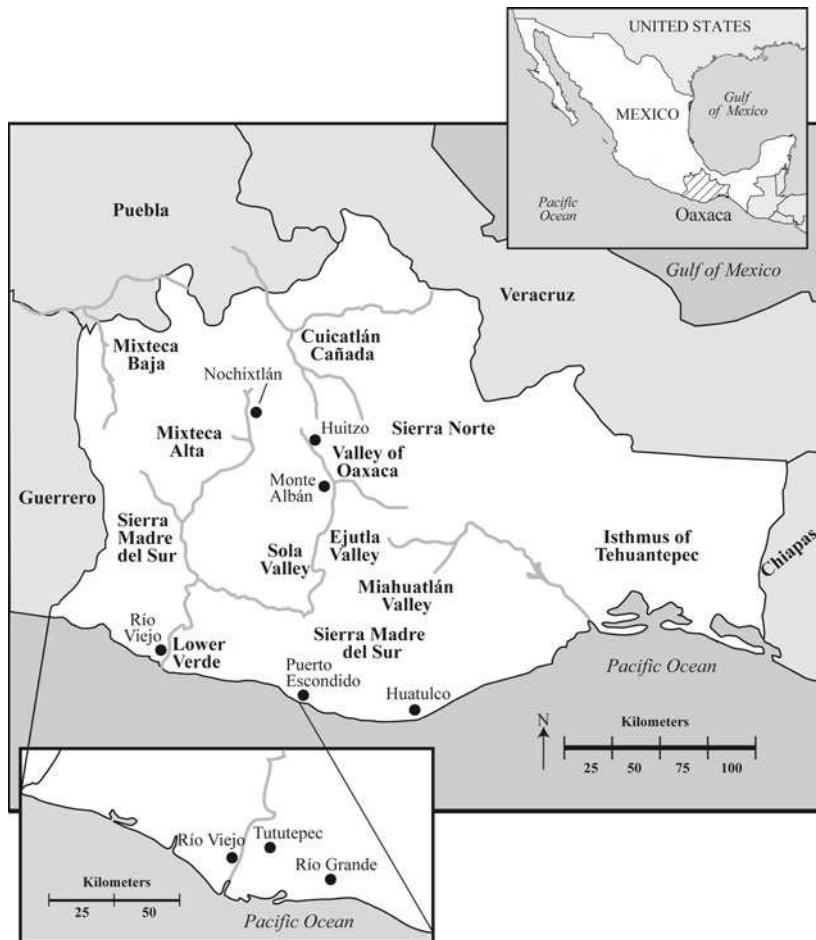 UNITED STATES
MEXICO
Gulf
of Mexico
Pacific
Ocean
Oaxaca
Puebla
Gulf of Mexico
Veracruz
Cuicatlán
Cañada
Mixteca
Baja
Nochixtlán
Mixteca
Alta
Huitzo
Sierra Norte
Valley of
Oaxaca
Monte
Albán
Guerrero
Sierra
Madre
del Sur
Sola
Valley
Ejutla
Valley
Isthmus of
Tehuantepec
Chiapas
Miahuatlán
Valley
Río
Viejo
Lower
Verde
Sierra Madre
del Sur
Puerto
Escondido
Huatulco
Pacific Ocean
N
Kilometers
25 50 75 100
Río Viejo
Tututepec
Río Grande
Kilometers
25 50
Pacific Ocean